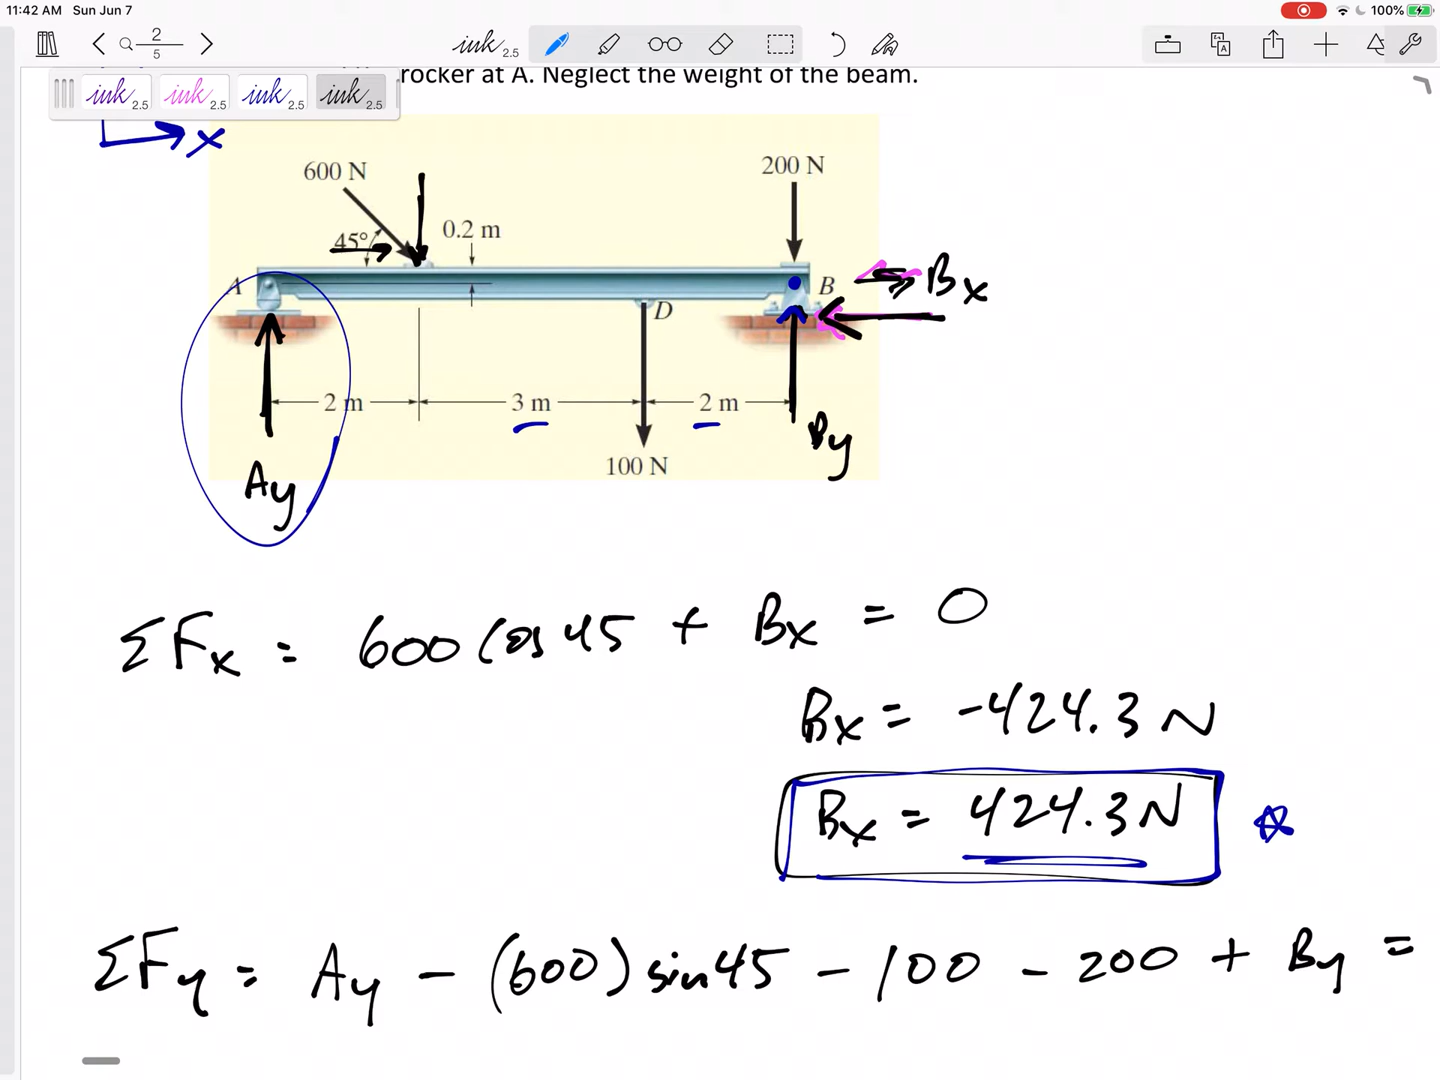 11:42 AM Sun Jun 7
100%
2
5
ink 2.5
ink 2.5 ink 2.5 ink 2.5 ink 2.5
rocker at A. Neglect the weight of the beam.
x
600 N
200 N
45°
0.2 m
A
B
Bx
D
2 m
3 m
2 m
By
100 N
Ay
ΣFx = 600 cos 45 + Bx = 0
Bx = -424.3 N
Bx = 424.3 N
ΣFy = Ay - (600) sin 45 - 100 - 200 + By =